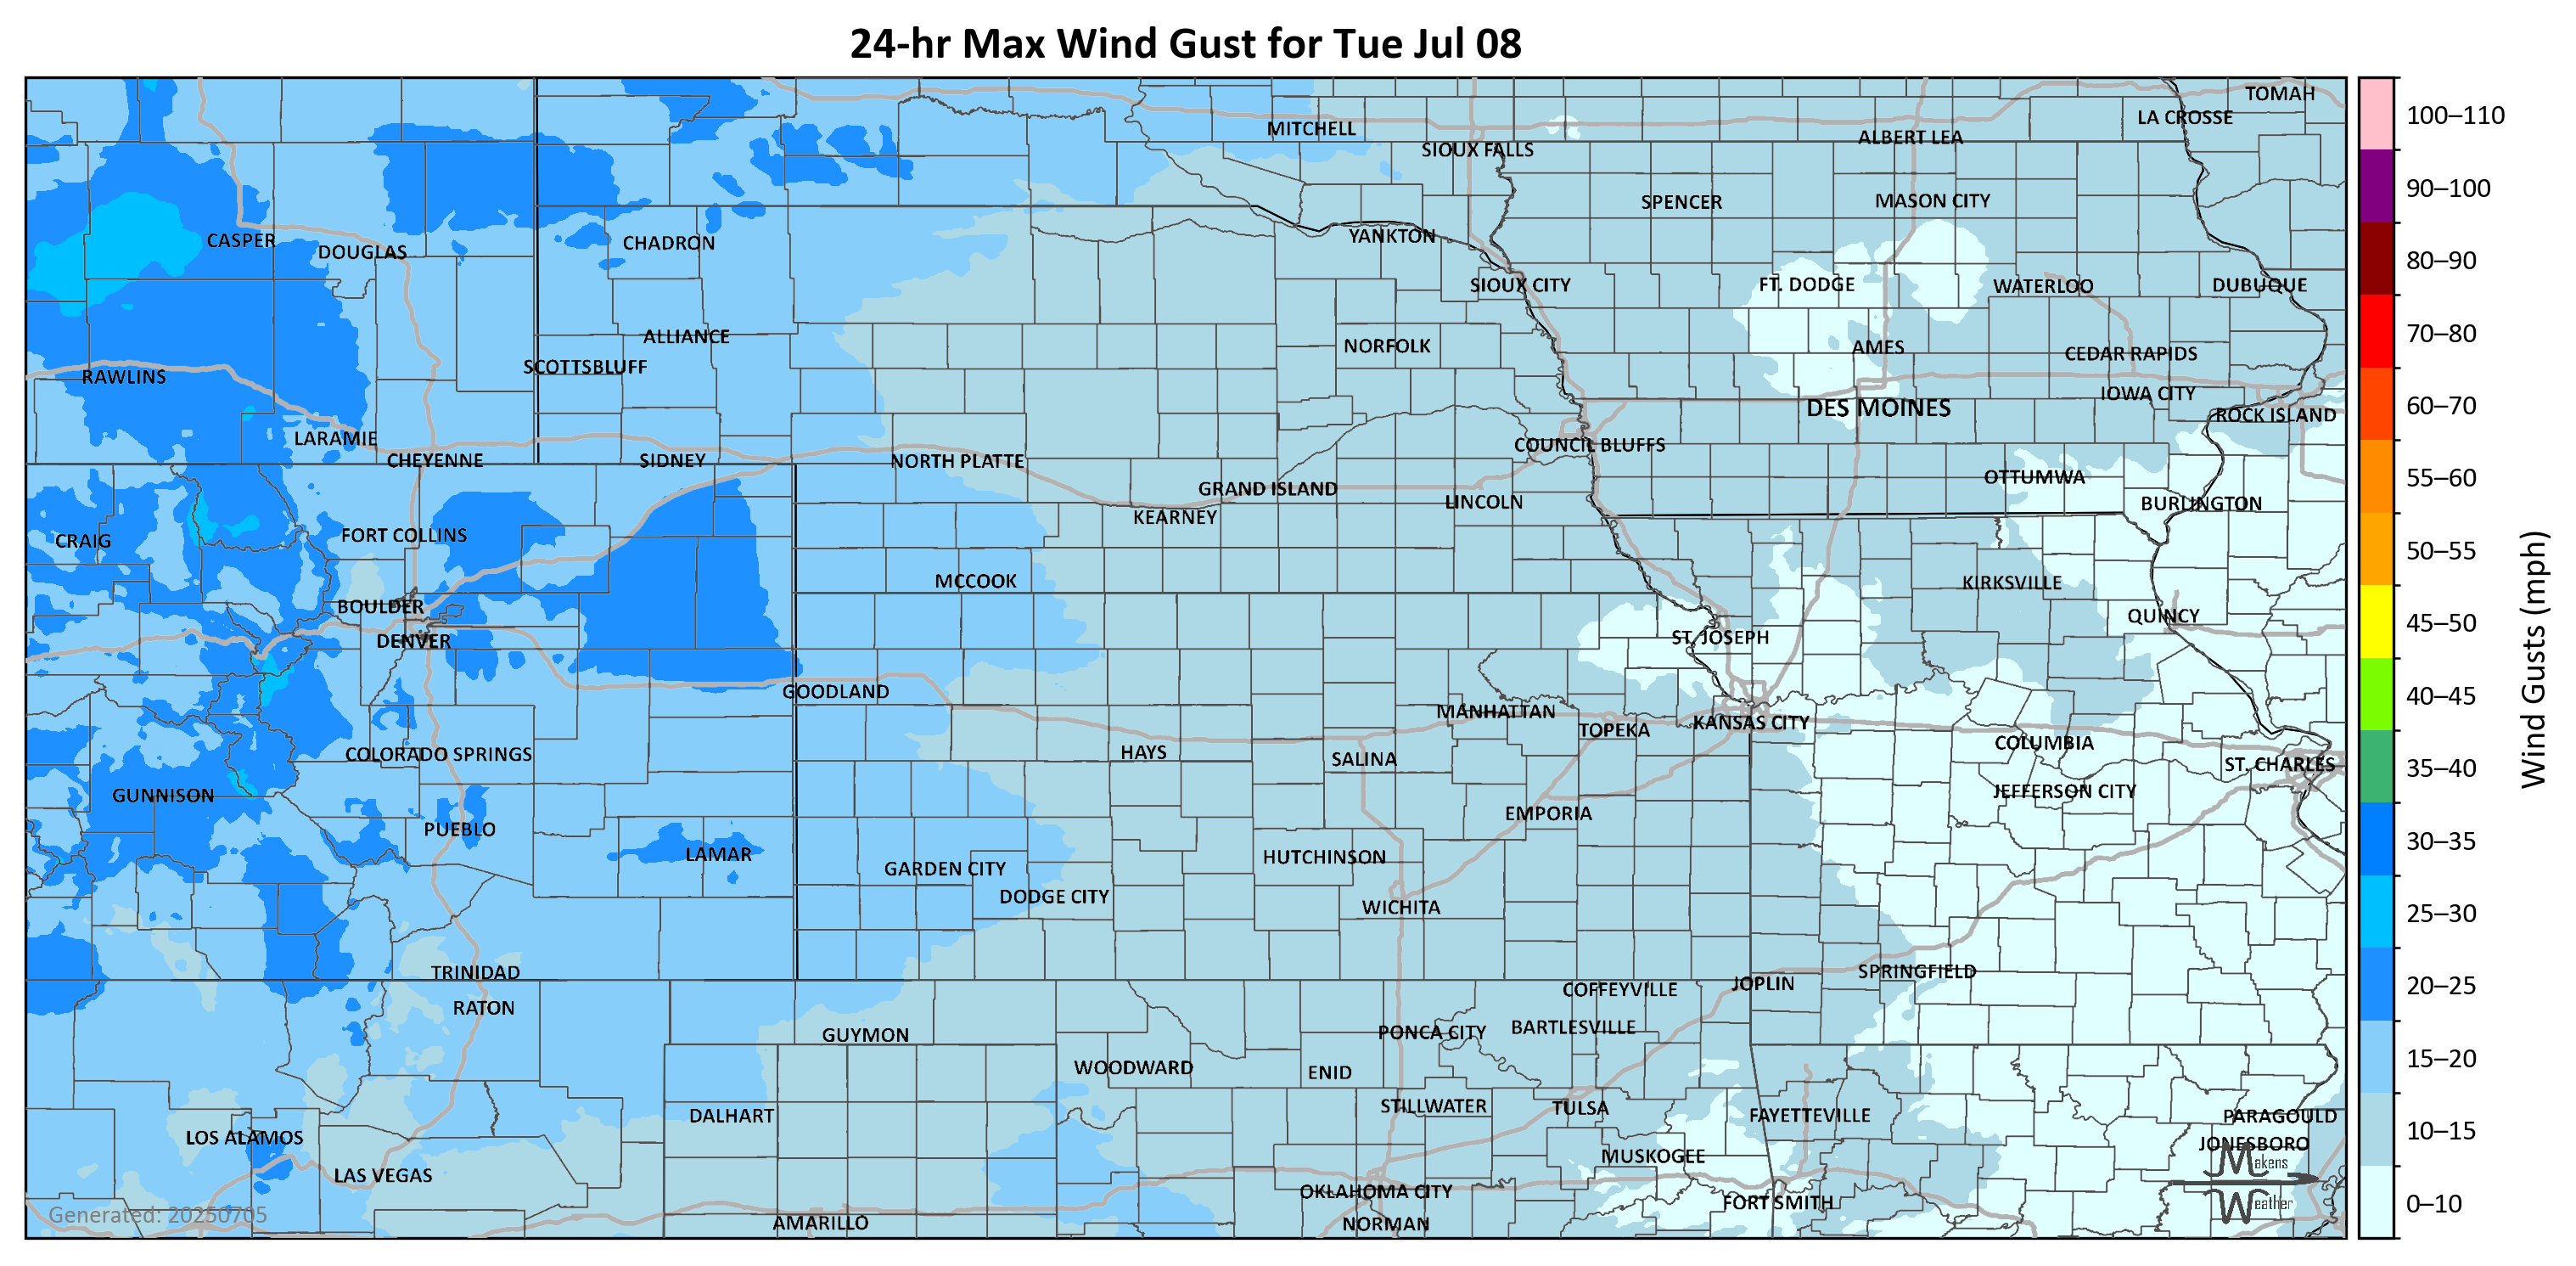 24-hr Max Wind Gust for Tue Jul 08
TOMAH
LA CROSSE
MITCHELL
ALBERT LEA
SIOUX FALLS
SPENCER
MASON CITY
CASPER
DOUGLAS
CHADRON
YANKTON
SIOUX CITY
FT. DODGE
WATERLOO
DUBUQUE
ALLIANCE
NORFOLK
AMES
CEDAR RAPIDS
SCOTTSBLUFF
RAWLINS
IOWA CITY
DES MOINES
ROCK ISLAND
LARAMIE
COUNCIL BLUFFS
CHEYENNE
SIDNEY
NORTH PLATTE
OTTUMWA
GRAND ISLAND
LINCOLN
BURLINGTON
KEARNEY
FORT COLLINS
CRAIG
MCCOOK
KIRKSVILLE
BOULDER
QUINCY
DENVER
ST. JOSEPH
GOODLAND
MANHATTAN
TOPEKA
KANSAS CITY
COLORADO SPRINGS
HAYS
SALINA
COLUMBIA
ST. CHARLES
GUNNISON
JEFFERSON CITY
EMPORIA
PUEBLO
LAMAR
HUTCHINSON
GARDEN CITY
DODGE CITY
WICHITA
TRINIDAD
SPRINGFIELD
JOPLIN
COFFEYVILLE
RATON
GUYMON
PONCA CITY
BARTLESVILLE
WOODWARD
ENID
DALHART
STILLWATER
TULSA
FAYETTEVILLE
PARAGOULD
LOS ALAMOS
JONESBORO
LAS VEGAS
MUSKOGEE
OKLAHOMA CITY
FORT SMITH
AMARILLO
NORMAN
Generated: 20250705
Makens
Weather
100–110
90–100
80–90
70–80
60–70
55–60
50–55
45–50
40–45
35–40
30–35
25–30
20–25
15–20
10–15
0–10
Wind Gusts (mph)